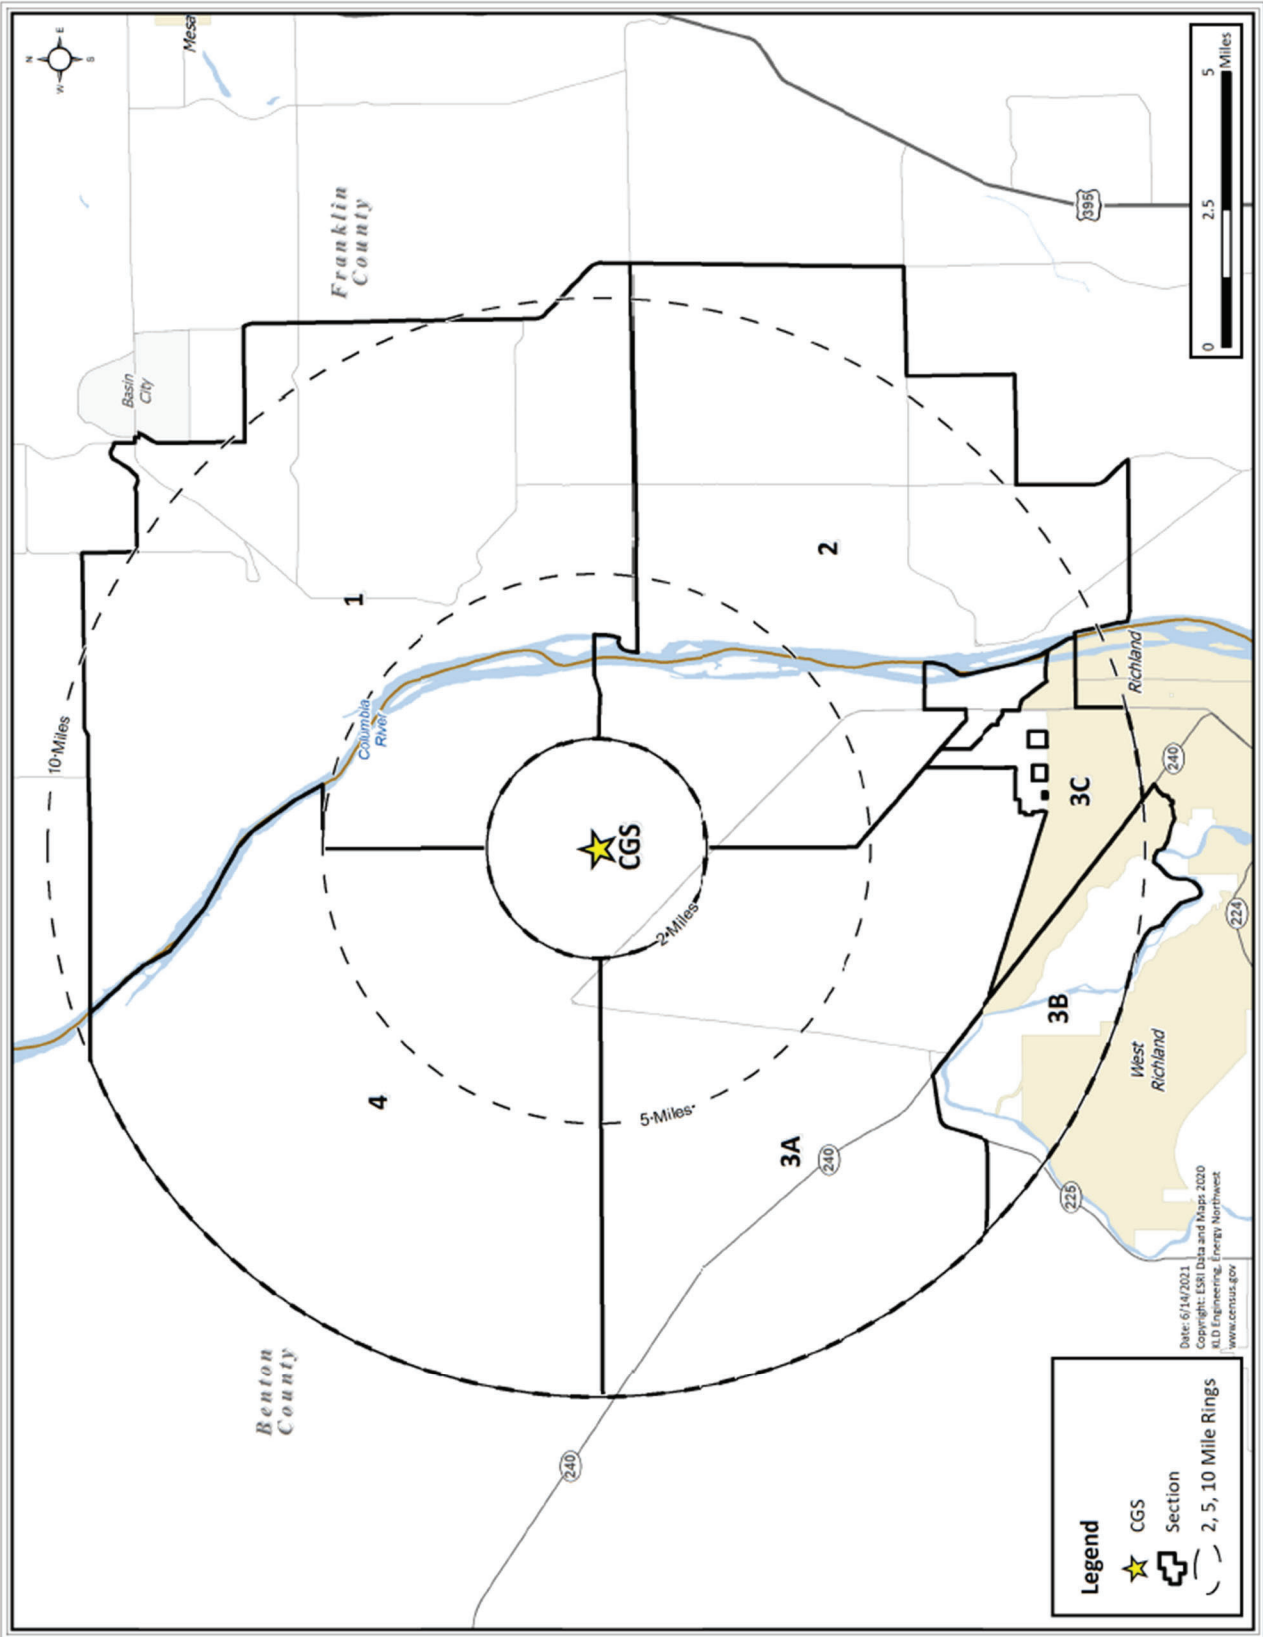 N
W
E
S
Mesa
Franklin
County
Basin
City
395
0
2.5
5
Miles
1
2
10 Miles
Columbia
River
Richland
240
CGS
3C
2 Miles
224
4
5 Miles
3A
240
3B
West
Richland
225
Benton
County
240
Date: 6/14/2021
Copyright: ESRI Data and Maps 2020
KLD Engineering, Energy Northwest
www.census.gov
Legend
CGS
Section
2, 5, 10 Mile Rings